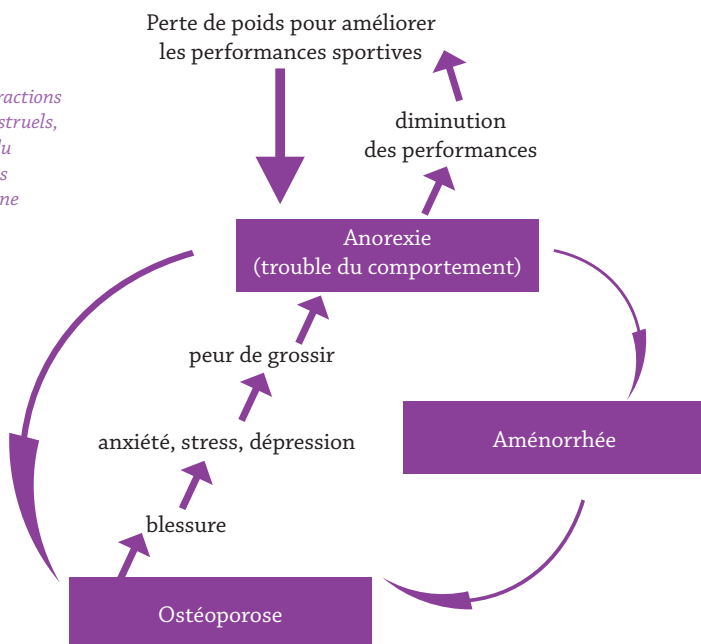 Perte de poids pour améliorer
les performances sportives
diminution
des performances
Anorexie
(trouble du comportement)
peur de grossir
anxiété, stress, dépression
Aménorrhée
blessure
Ostéoporose